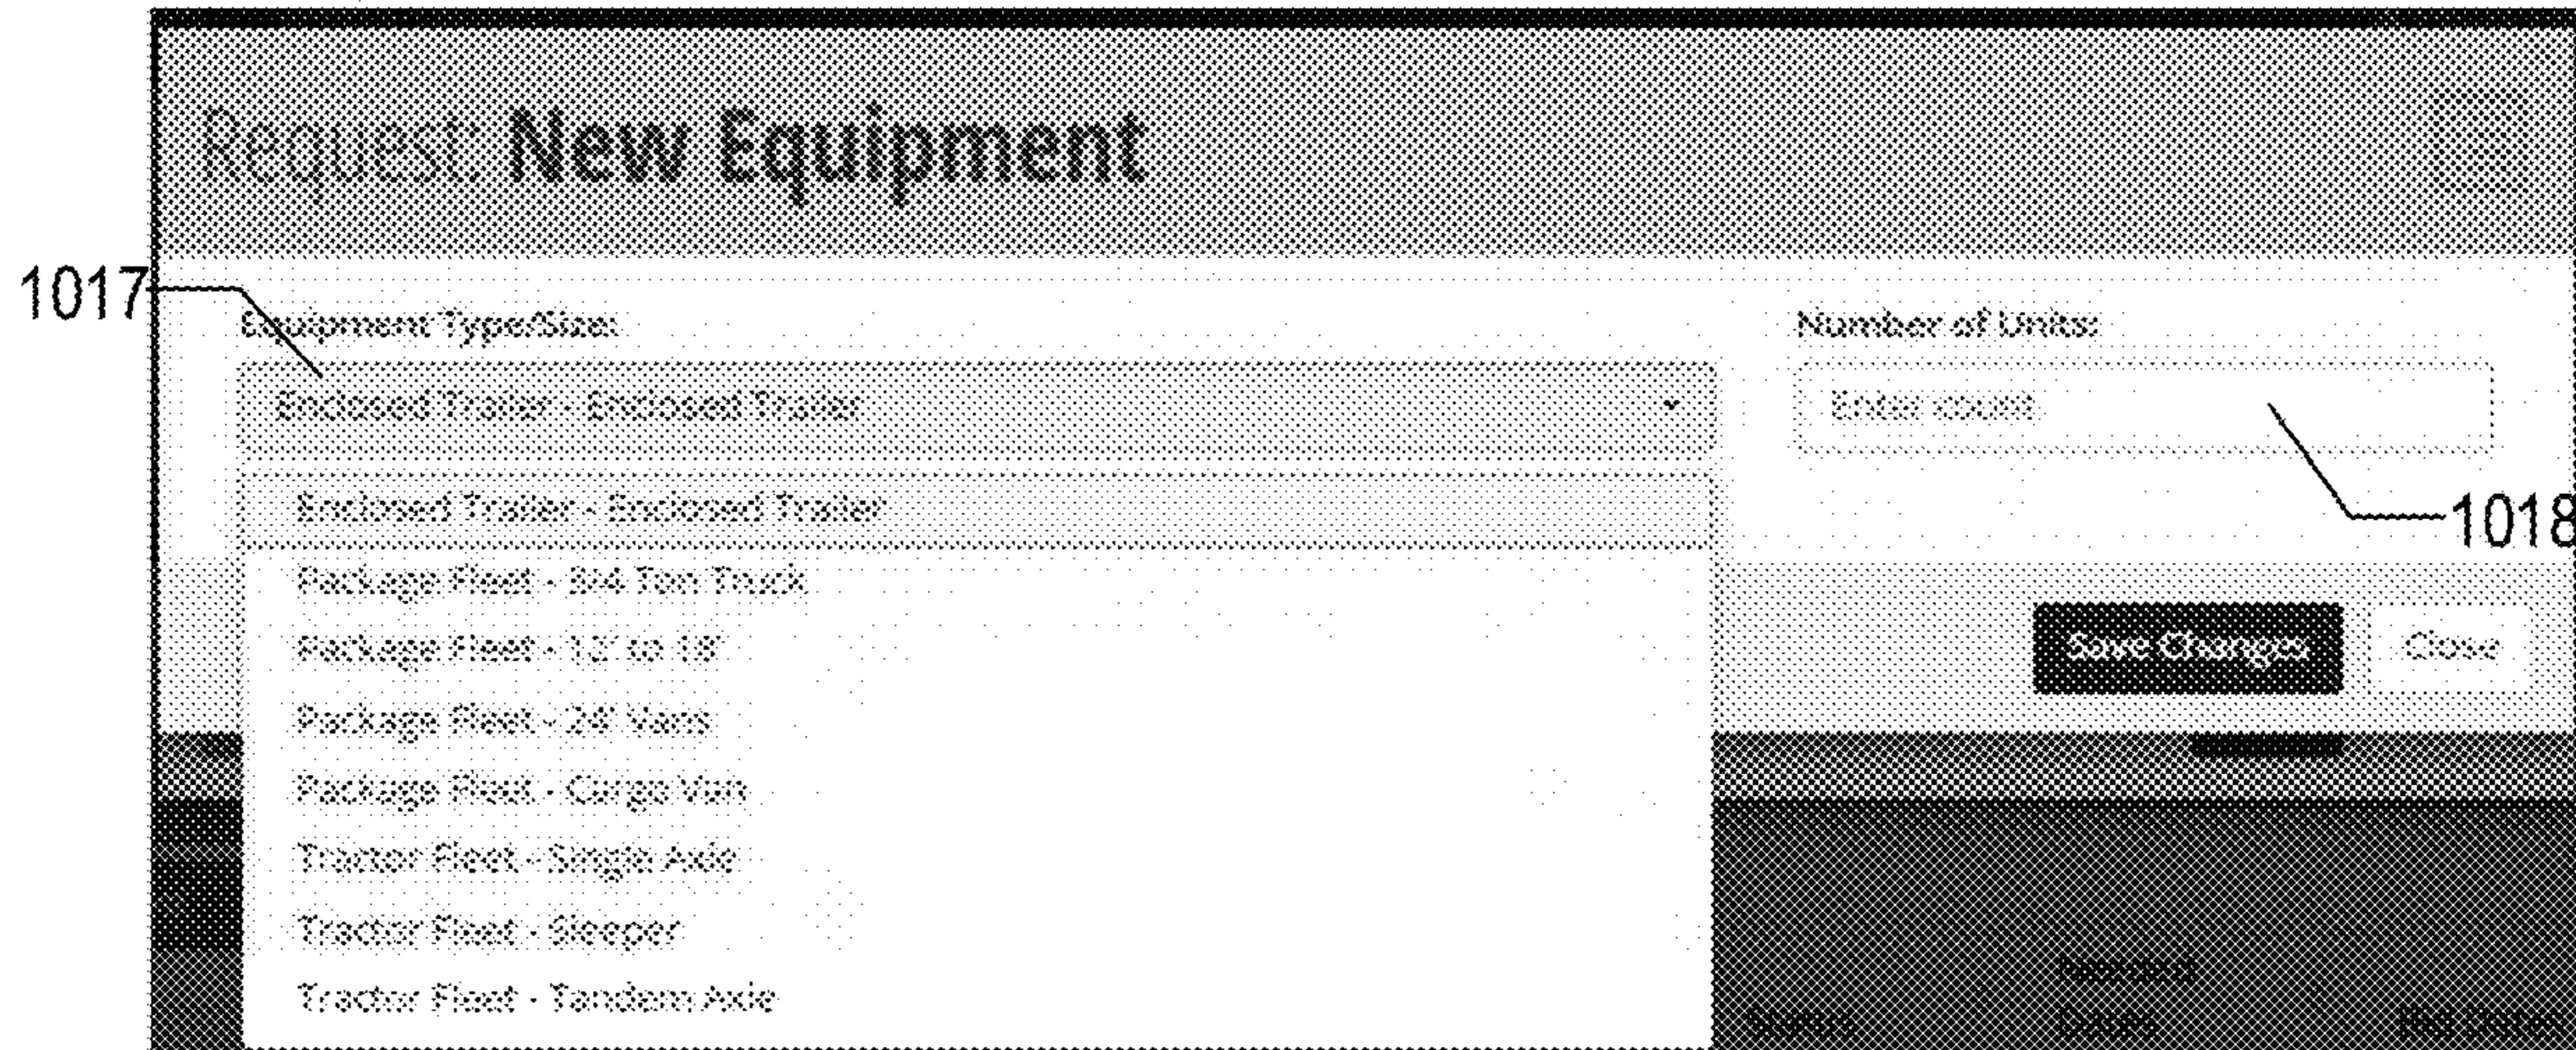 Request: New Equipment
1017
Equipment Type/Size:
Number of Units:
Enclosed Trailer - Enclosed Trailer
Enter count
Enclosed Trailer - Enclosed Trailer
1018
Package Fleet - 3/4 Ton Truck
Package Fleet - 12' to 18'
Save Changes
Close
Package Fleet - 24' Vans
Package Fleet - Cargo Van
Tractor Fleet - Single Axle
Tractor Fleet - Sleeper
Tractor Fleet - Tandem Axle
Status
Dates